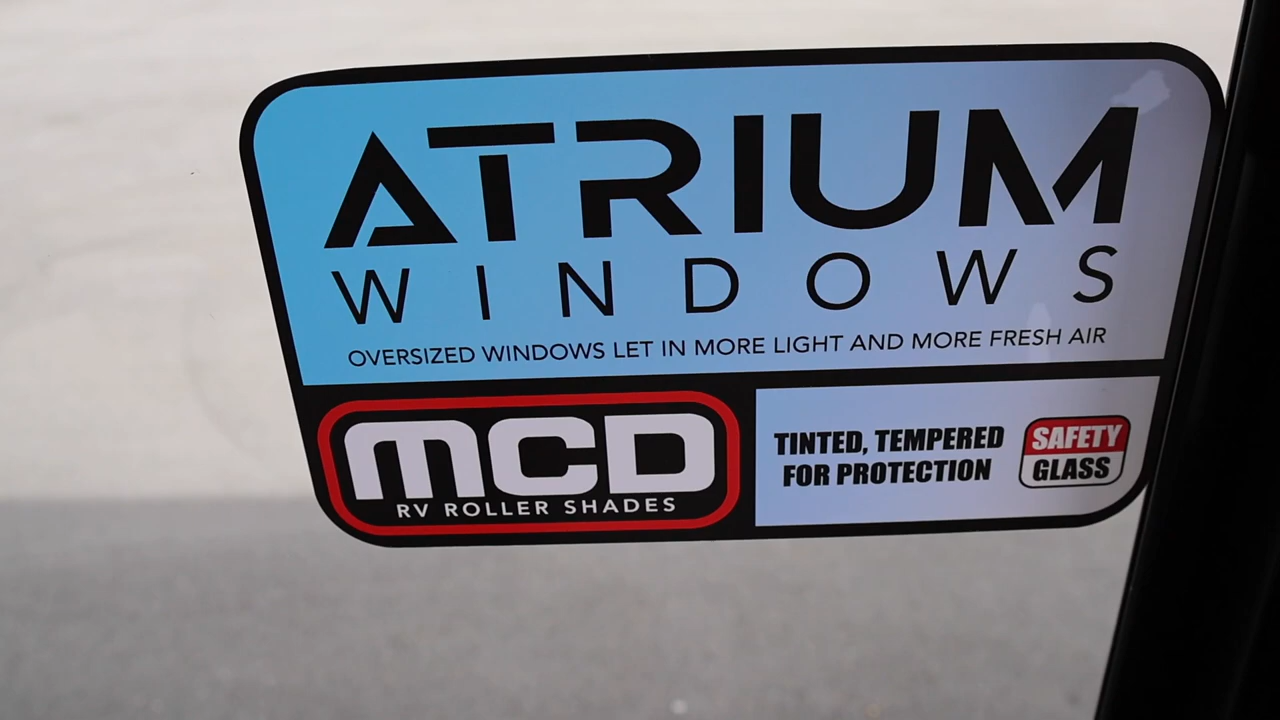 ATRIUM
WINDOWS
OVERSIZED WINDOWS LET IN MORE LIGHT AND MORE FRESH AIR
MCD
RV ROLLER SHADES
TINTED, TEMPERED
FOR PROTECTION
SAFETY
GLASS